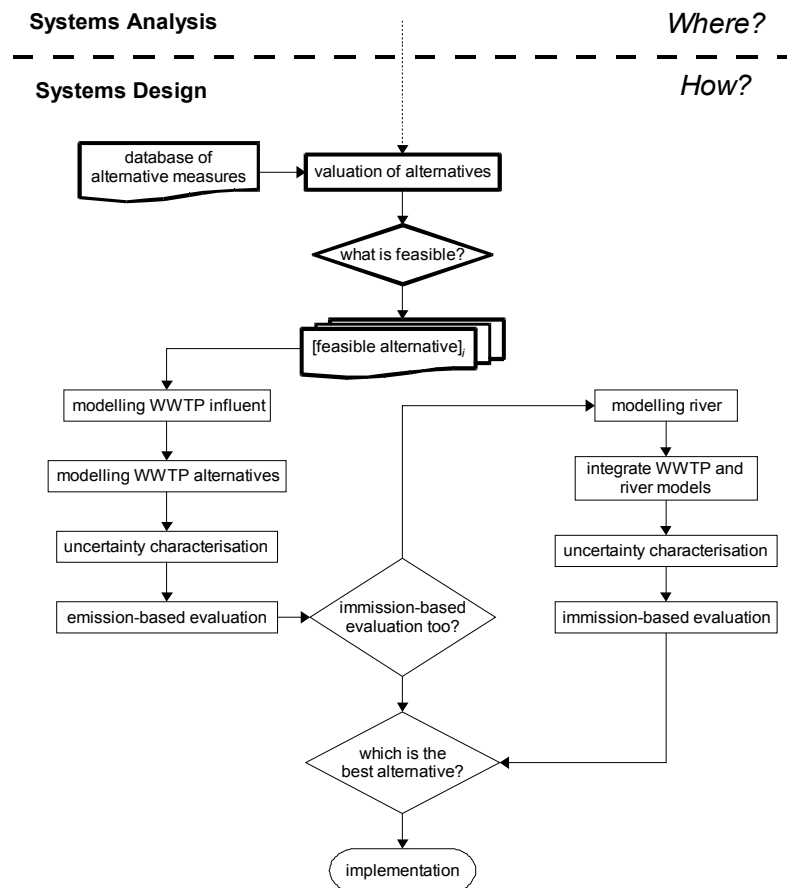 Systems Analysis
Where?
Systems Design
How?
database of
alternative measures
valuation of alternatives
what is feasible?
[feasible alternative]i
modelling WWTP influent
modelling river
modelling WWTP alternatives
integrate WWTP and
river models
uncertainty characterisation
uncertainty characterisation
emission-based evaluation
immission-based
evaluation too?
immission-based evaluation
which is the
best alternative?
implementation